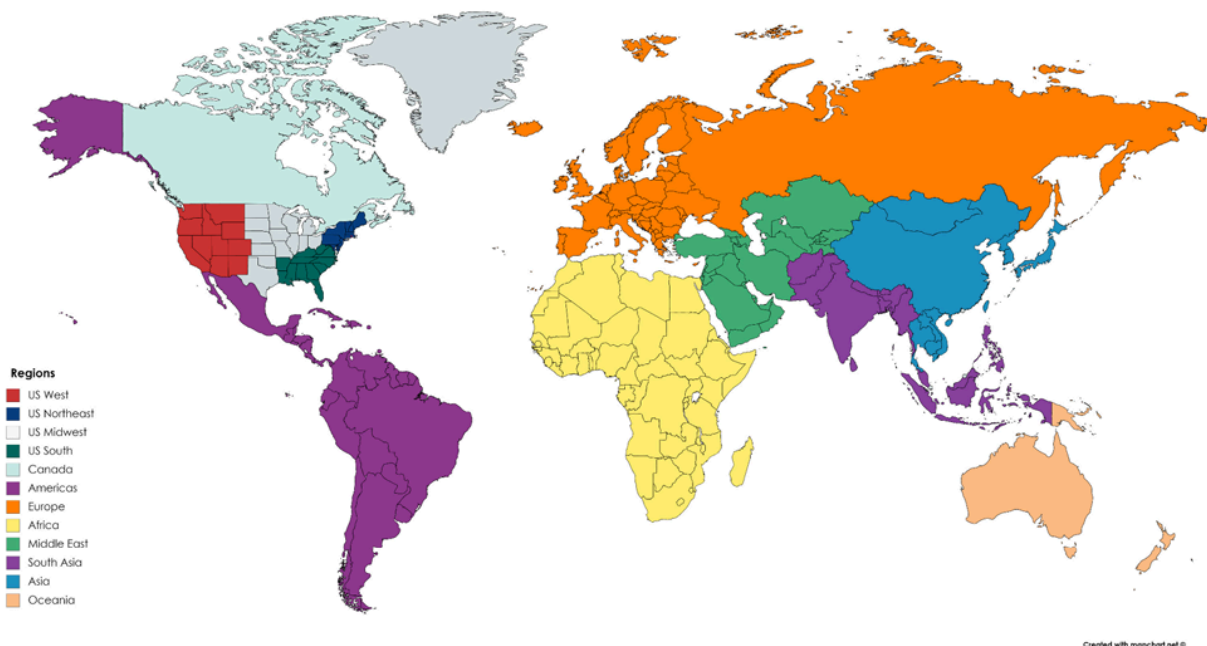 Regions
US West
US Northeast
US Midwest
US South
Canada
Americas
Europe
Africa
Middle East
South Asia
Asia
Oceania
Created with mapchart.net ©